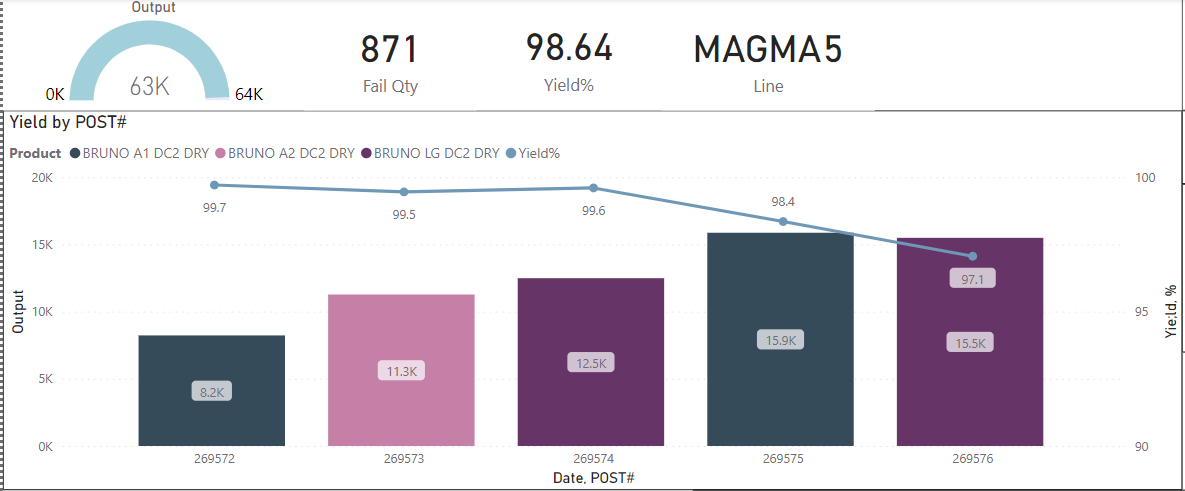 Output
63K
0K
64K
871
Fail Qty
98.64
Yield%
MAGMA5
Line
Yield by POST#
Product BRUNO A1 DC2 DRY BRUNO A2 DC2 DRY BRUNO LG DC2 DRY Yield%
20K
15K
10K
5K
0K
Output
99.7
99.5
99.6
98.4
97.1
8.2K
11.3K
12.5K
15.9K
15.5K
100
95
90
Yield, %
269572 269573 269574 269575 269576
Date, POST#